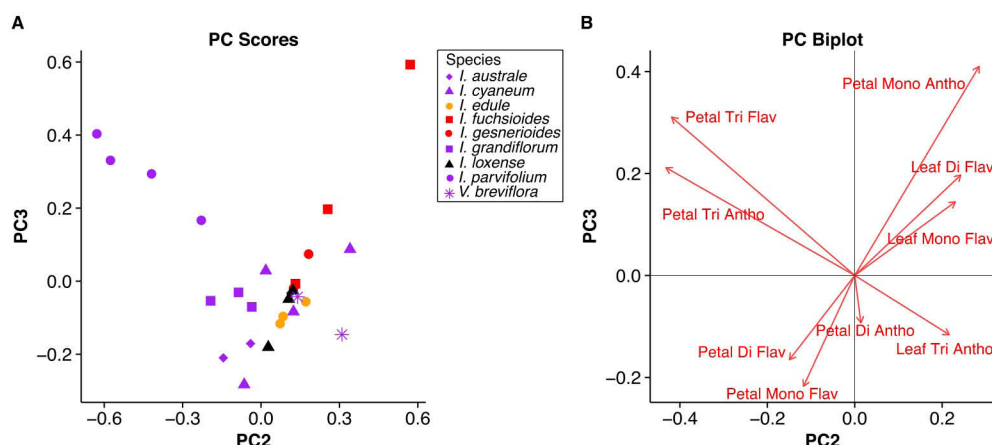 A
PC Scores
PC3
0.6
0.4
0.2
0.0
−0.2
−0.6
−0.3
0.0
0.3
0.6
PC2
Species
I. australe
I. cyaneum
I. edule
I. fuchsioides
I. gesnerioides
I. grandiflorum
I. loxense
I. parvifolium
V. breviflora
B
PC Biplot
PC3
0.4
0.2
0.0
−0.2
Petal Mono Antho
Petal Tri Flav
Leaf Di Flav
Petal Tri Antho
Leaf Mono Flav
Petal Di Antho
Petal Di Flav
Leaf Tri Antho
Petal Mono Flav
−0.4
−0.2
0.0
0.2
PC2